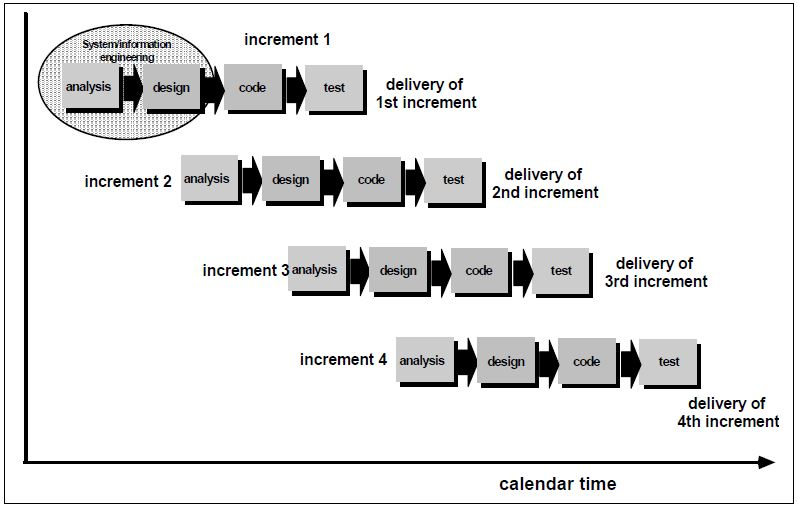 System/information
engineering
increment 1
analysis
design
code
test
delivery of
1st increment
increment 2
analysis
design
code
test
delivery of
2nd increment
increment 3
analysis
design
code
test
delivery of
3rd increment
increment 4
analysis
design
code
test
delivery of
4th increment
calendar time